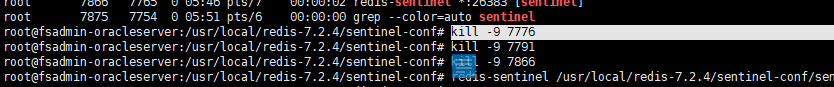 root 7866 7765 0 05:46 pts/7 00:00:02 redis-sentinel *:26383 [sentinel]
root 7875 7754 0 05:51 pts/6 00:00:00 grep --color=auto sentinel
root@fsadmin-oracleserver:/usr/local/redis-7.2.4/sentinel-conf# kill -9 7776
root@fsadmin-oracleserver:/usr/local/redis-7.2.4/sentinel-conf# kill -9 7791
root@fsadmin-oracleserver:/usr/local/redis-7.2.4/sentinel-conf# kill -9 7866
root@fsadmin-oracleserver:/usr/local/redis-7.2.4/sentinel-conf# redis-sentinel /usr/local/redis-7.2.4/sentinel-conf/sen